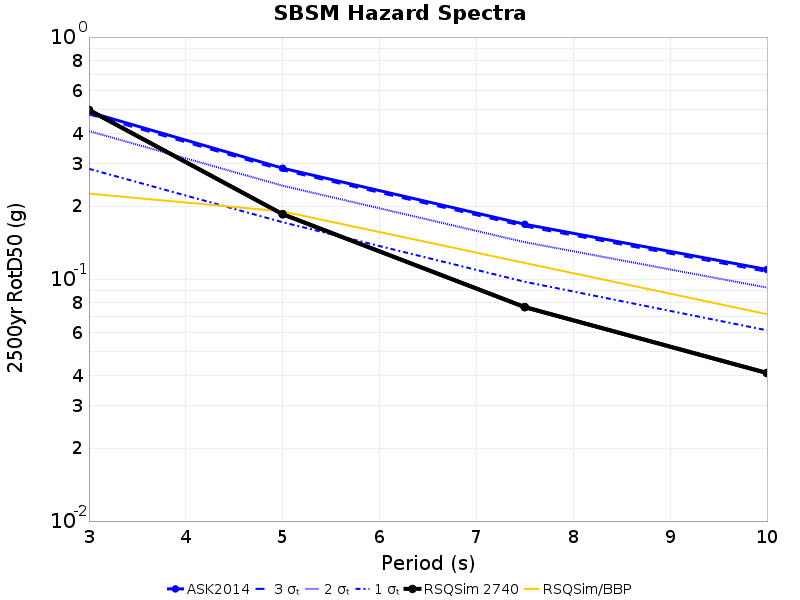 SBSM Hazard Spectra
10^0
8
6
4
3
2
10^-1
8
6
4
3
2
10^-2
2500yr RotD50 (g)
3 4 5 6 7 8 9 10
Period (s)
ASK2014 3 σₜ 2 σₜ 1 σₜ RSQSim 2740 RSQSim/BBP